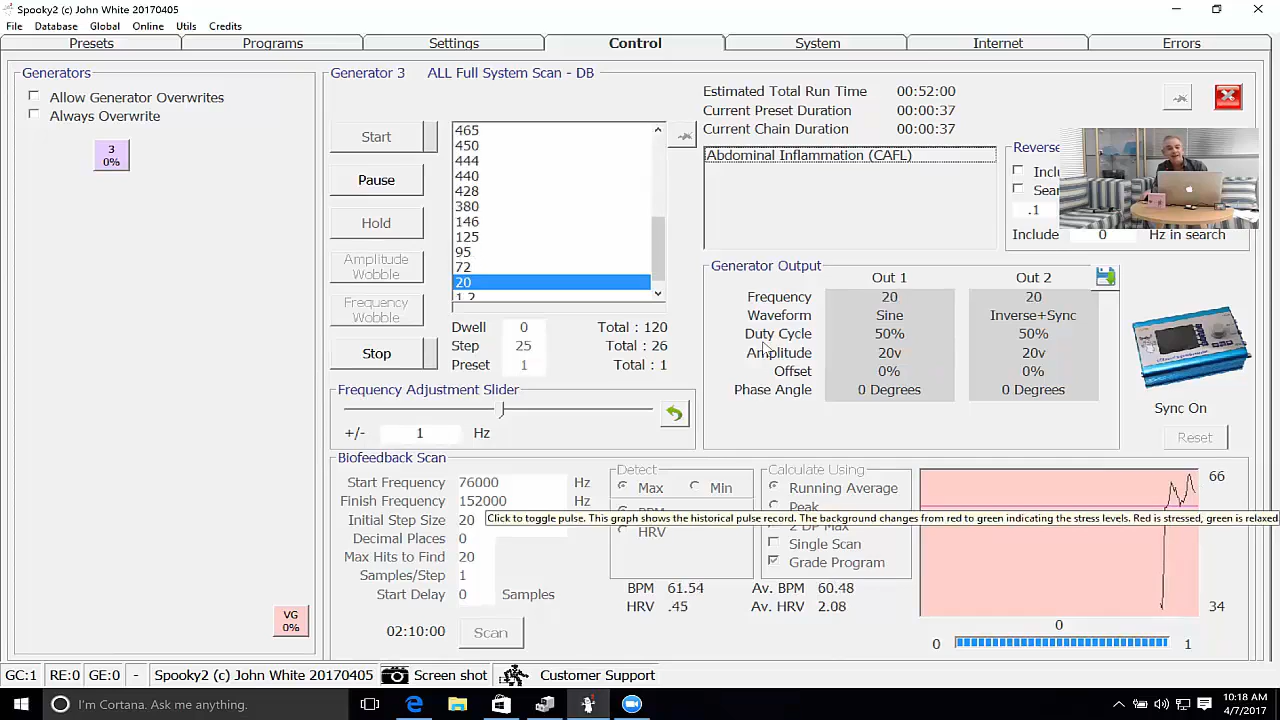 Spooky2 (c) John White 20170405
File Database Global Online Utils Credits
Presets Programs Settings Control System Internet Errors
Generators
Allow Generator Overwrites
Always Overwrite
3
0%
VG
0%
Generator 3 ALL Full System Scan - DB
Start
Pause
Hold
Amplitude
Wobble
Frequency
Wobble
Stop
465
450
444
440
428
380
146
125
95
72
20
1.2
Dwell 0 Total : 120
Step 25 Total : 26
Preset 1 Total : 1
Frequency Adjustment Slider
+/- 1 Hz
Estimated Total Run Time 00:52:00
Current Preset Duration 00:00:37
Current Chain Duration 00:00:37
Abdominal Inflammation (CAFL)
Reverse
Inclu
Sear
.1
Include 0 Hz in search
Generator Output
Out 1 Out 2
Frequency 20 20
Waveform Sine Inverse+Sync
Duty Cycle 50% 50%
Amplitude 20v 20v
Offset 0% 0%
Phase Angle 0 Degrees 0 Degrees
Sync On
Reset
Biofeedback Scan
Start Frequency 76000 Hz
Finish Frequency 152000 Hz
Initial Step Size 20
Decimal Places 0
Max Hits to Find 20
Samples/Step 1
Start Delay 0 Samples
02:10:00 Scan
Detect
Max Min
HRV
Calculate Using
Running Average
Peak
Click to toggle pulse. This graph shows the historical pulse record. The background changes from red to green indicating the stress levels. Red is stressed, green is relaxed
2 DP Max
Single Scan
Grade Program
BPM 61.54 Av. BPM 60.48
HRV .45 Av. HRV 2.08
66
34
0
0 1
GC:1 RE:0 GE:0 - Spooky2 (c) John White 20170405 Screen shot Customer Support
I'm Cortana. Ask me anything.
10:18 AM
4/7/2017